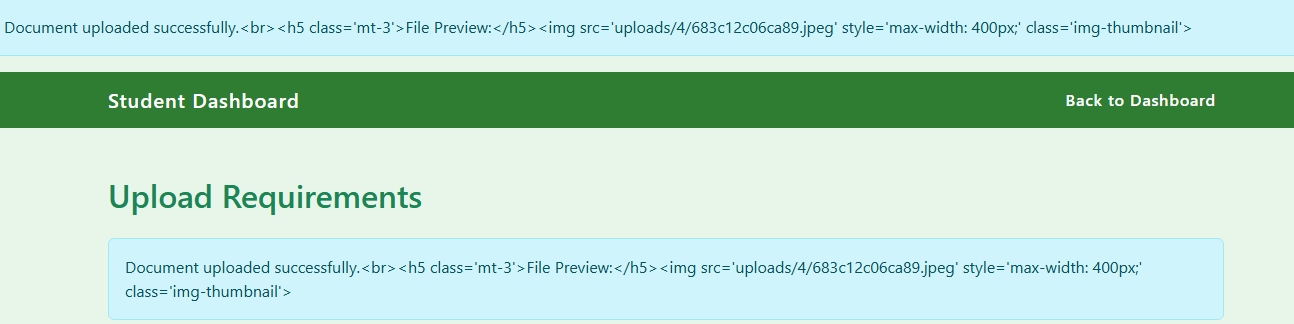 Document uploaded successfully.<br><h5 class='mt-3'>File Preview:</h5><img src='uploads/4/683c12c06ca89.jpeg' style='max-width: 400px;' class='img-thumbnail'>
Student Dashboard
Back to Dashboard
Upload Requirements
Document uploaded successfully.<br><h5 class='mt-3'>File Preview:</h5><img src='uploads/4/683c12c06ca89.jpeg' style='max-width: 400px;'
class='img-thumbnail'>